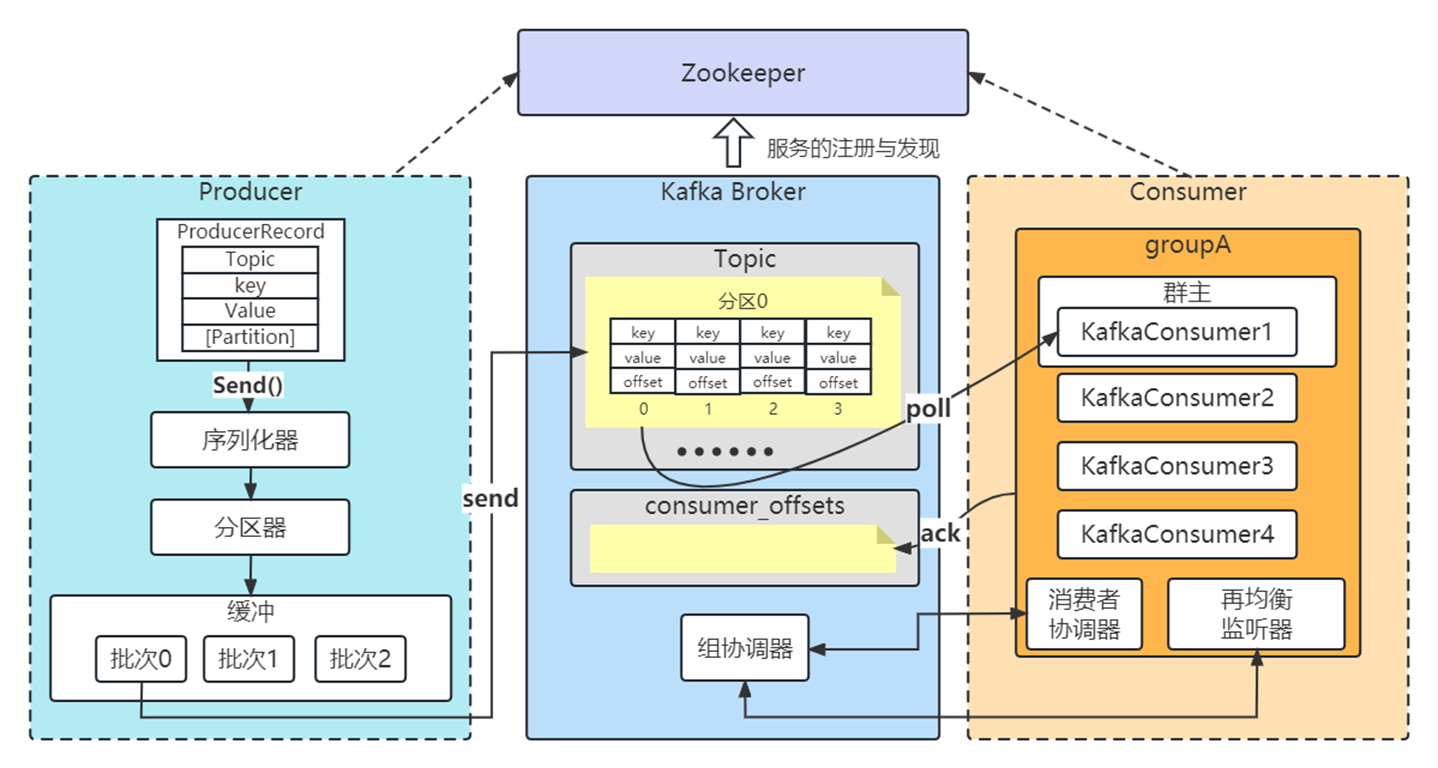 Zookeeper
服务的注册与发现
Producer
ProducerRecord
Topic
key
Value
[Partition]
Send()
序列化器
分区器
缓冲
批次0
批次1
批次2
send
Kafka Broker
Topic
分区0
key key key key
value value value value
offset offset offset offset
0 1 2 3
consumer_offsets
组协调器
poll
ack
Consumer
groupA
群主
KafkaConsumer1
KafkaConsumer2
KafkaConsumer3
KafkaConsumer4
消费者
协调器
再均衡
监听器